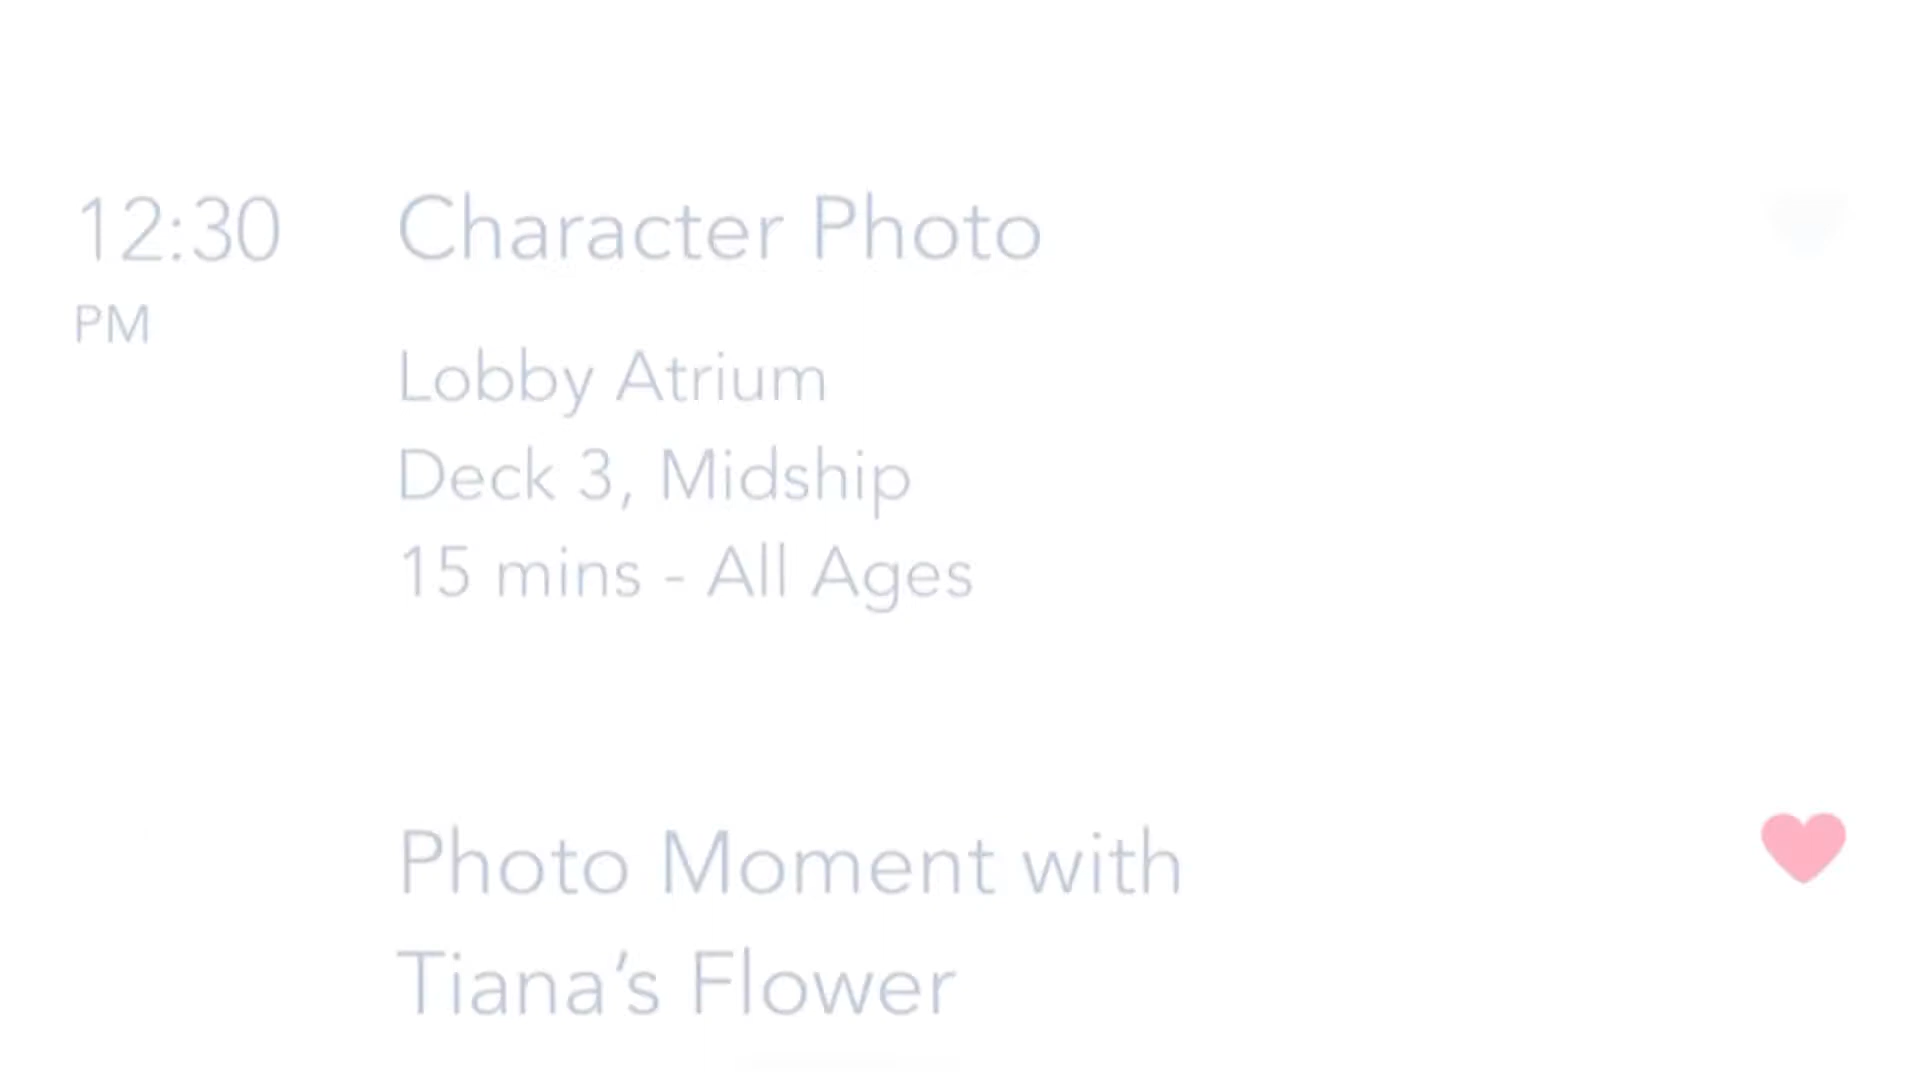 12:30 Character Photo
PM
Lobby Atrium
Deck 3, Midship
15 mins - All Ages
Photo Moment with
Tiana’s Flower